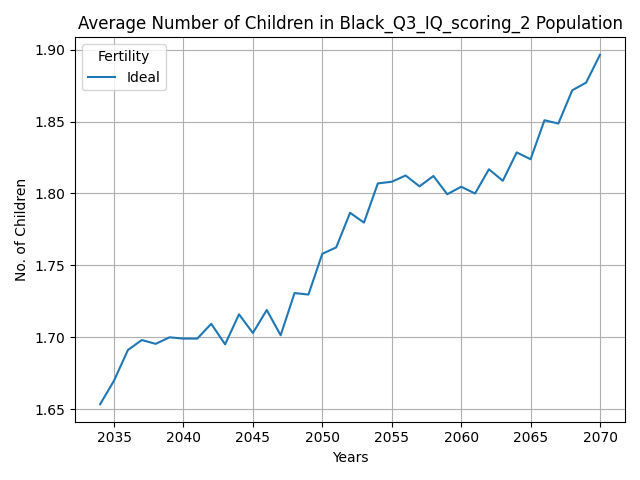 Average Number of Children in Black_Q3_IQ_scoring_2 Population
Fertility
Ideal
No. of Children
1.90
1.85
1.80
1.75
1.70
1.65
2035 2040 2045 2050 2055 2060 2065 2070
Years